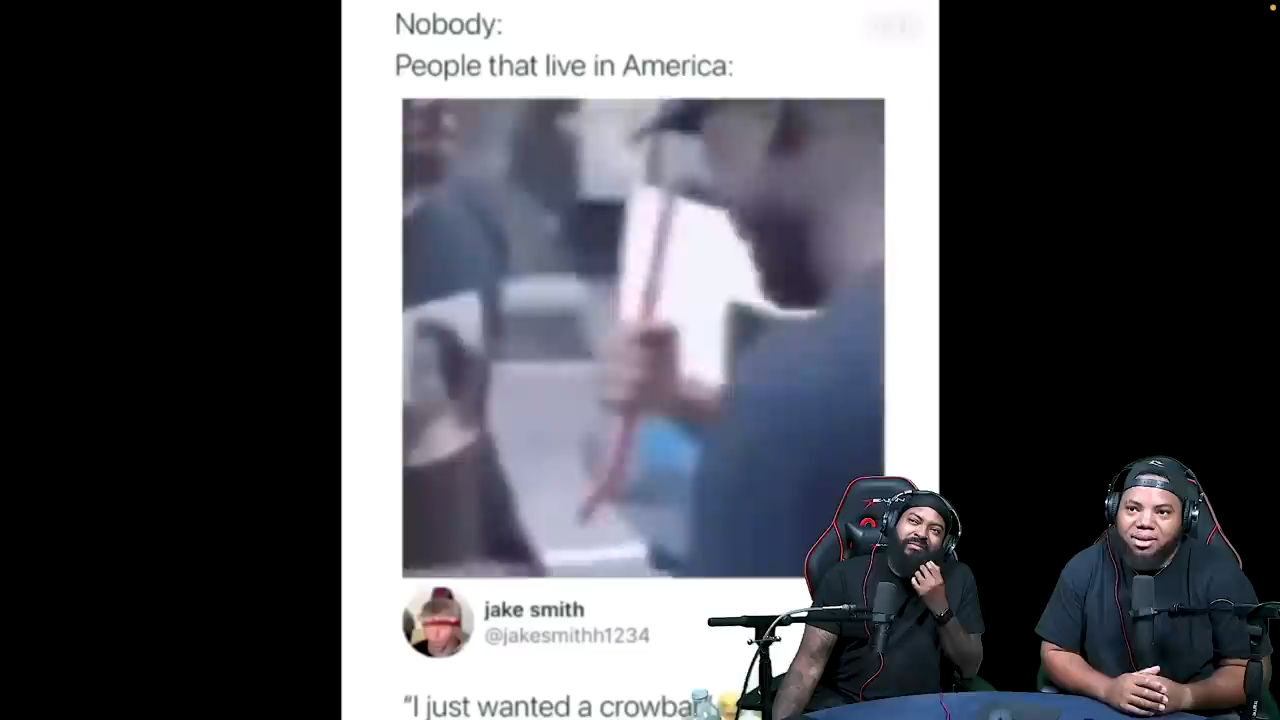 Nobody:
People that live in America:
jake smith
@jakesmithh1234
“I just wanted a crowbar”